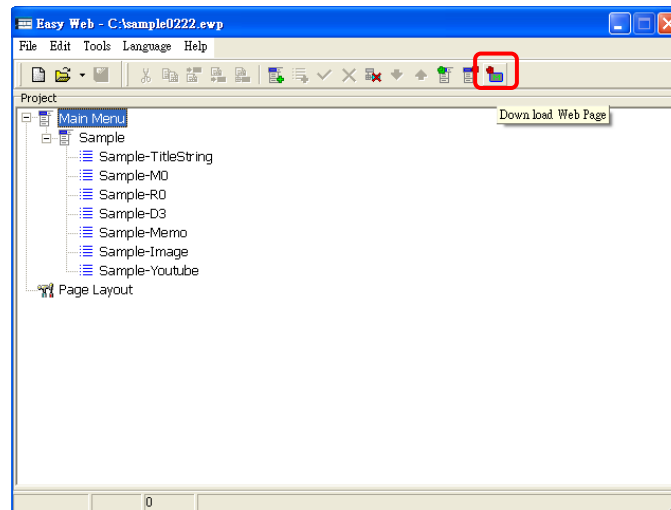 Easy Web - C:\sample0222.ewp
File Edit Tools Language Help
Project
Down load Web Page
Main Menu
Sample
Sample-TitleString
Sample-M0
Sample-R0
Sample-D3
Sample-Memo
Sample-Image
Sample-Youtube
Page Layout
0